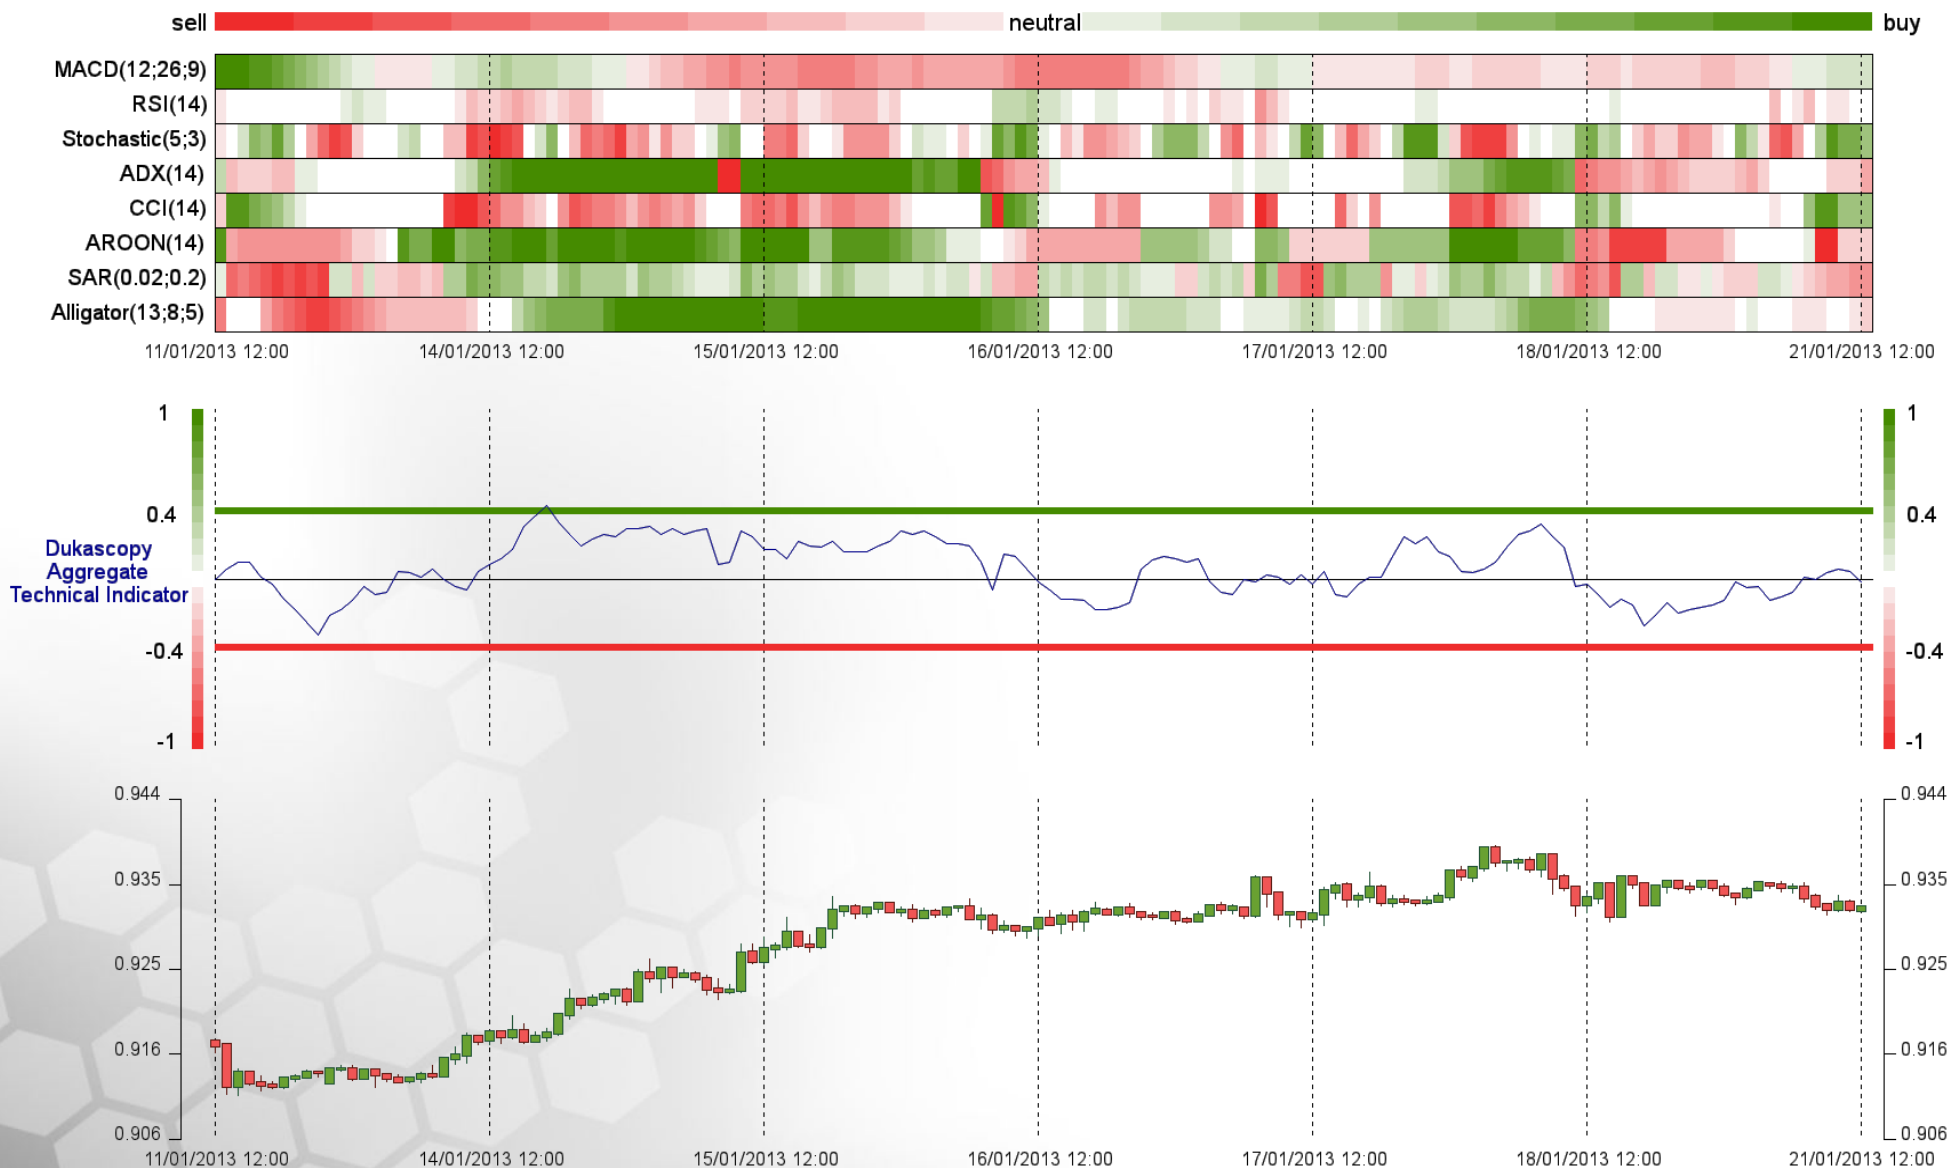 sell neutral buy
MACD(12;26;9)
RSI(14)
Stochastic(5;3)
ADX(14)
CCI(14)
AROON(14)
SAR(0.02;0.2)
Alligator(13;8;5)
11/01/2013 12:00 14/01/2013 12:00 15/01/2013 12:00 16/01/2013 12:00 17/01/2013 12:00 18/01/2013 12:00 21/01/2013 12:00
1 1
0.4 0.4
Dukascopy
Aggregate
Technical Indicator
-0.4 -0.4
-1 -1
0.944 0.944
0.935 0.935
0.925 0.925
0.916 0.916
0.906 0.906
11/01/2013 12:00 14/01/2013 12:00 15/01/2013 12:00 16/01/2013 12:00 17/01/2013 12:00 18/01/2013 12:00 21/01/2013 12:00